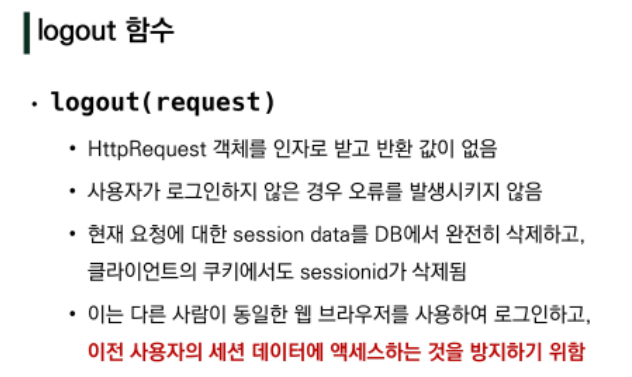 logout 함수
• logout(request)
• HttpRequest 객체를 인자로 받고 반환 값이 없음
• 사용자가 로그인하지 않은 경우 오류를 발생시키지 않음
• 현재 요청에 대한 session data를 DB에서 완전히 삭제하고,
클라이언트의 쿠키에서도 sessionid가 삭제됨
• 이는 다른 사람이 동일한 웹 브라우저를 사용하여 로그인하고,
이전 사용자의 세션 데이터에 액세스하는 것을 방지하기 위함